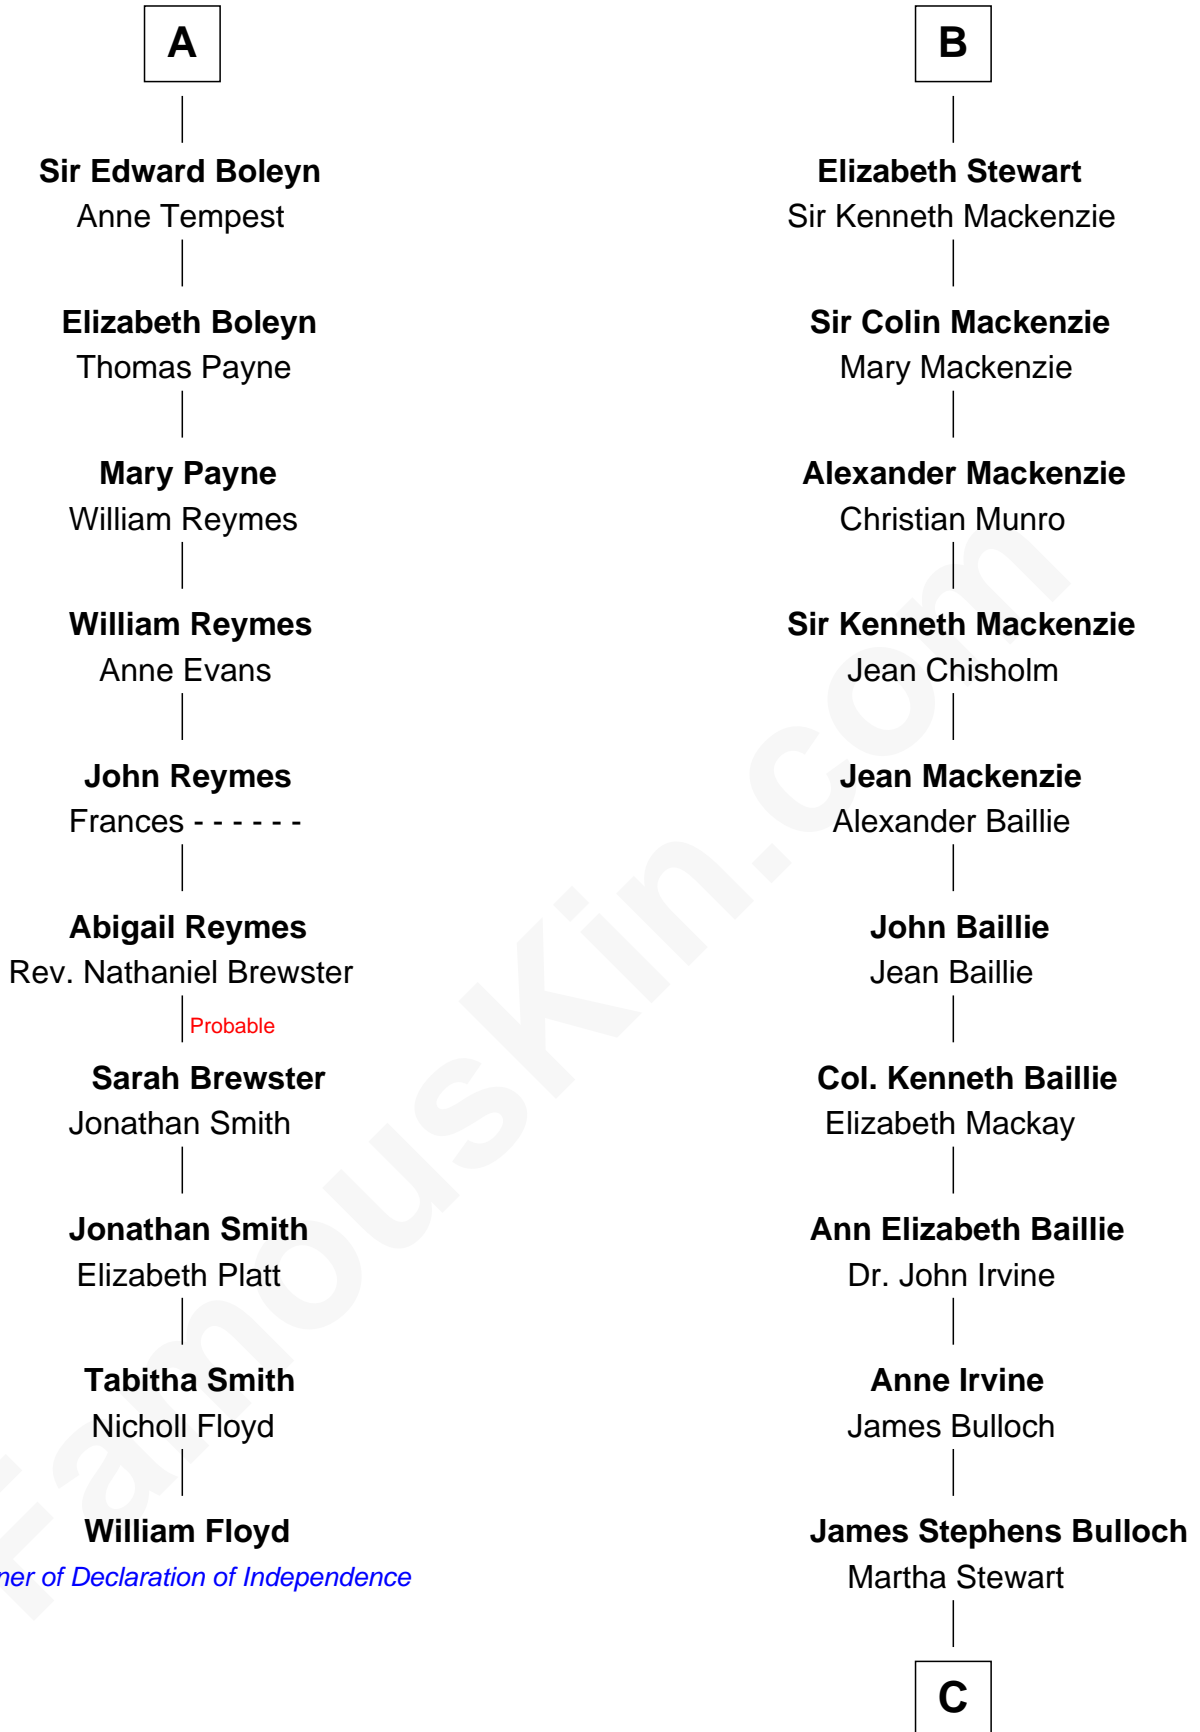 A
Sir Edward Boleyn
Anne Tempest
Elizabeth Boleyn
Thomas Payne
Mary Payne
William Reymes
William Reymes
Anne Evans
John Reymes
Frances - - - - - -
Abigail Reymes
Rev. Nathaniel Brewster
Probable
Sarah Brewster
Jonathan Smith
Jonathan Smith
Elizabeth Platt
Tabitha Smith
Nicholl Floyd
William Floyd
ner of Declaration of Independence
B
Elizabeth Stewart
Sir Kenneth Mackenzie
Sir Colin Mackenzie
Mary Mackenzie
Alexander Mackenzie
Christian Munro
Sir Kenneth Mackenzie
Jean Chisholm
Jean Mackenzie
Alexander Baillie
John Baillie
Jean Baillie
Col. Kenneth Baillie
Elizabeth Mackay
Ann Elizabeth Baillie
Dr. John Irvine
Anne Irvine
James Bulloch
James Stephens Bulloch
Martha Stewart
C
FamousKin.com